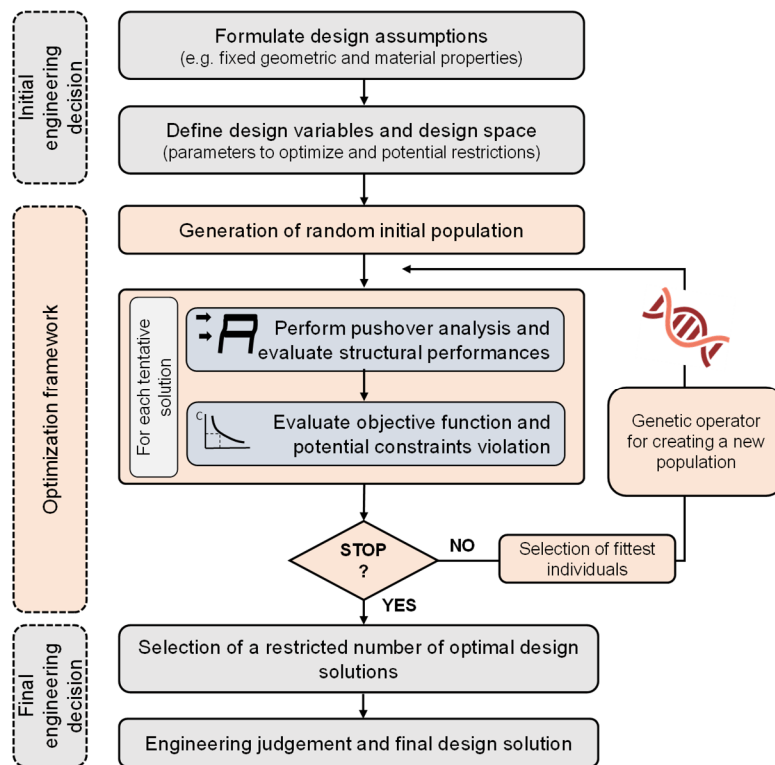 Initial
engineering
decision
Formulate design assumptions
(e.g. fixed geometric and material properties)
Define design variables and design space
(parameters to optimize and potential restrictions)
Optimization framework
Generation of random initial population
For each tentative
solution
Perform pushover analysis and
evaluate structural performances
C
Evaluate objective function and
potential constraints violation
Genetic operator
for creating a new
population
STOP
?
NO
Selection of fittest
individuals
YES
Final
engineering
decision
Selection of a restricted number of optimal design
solutions
Engineering judgement and final design solution